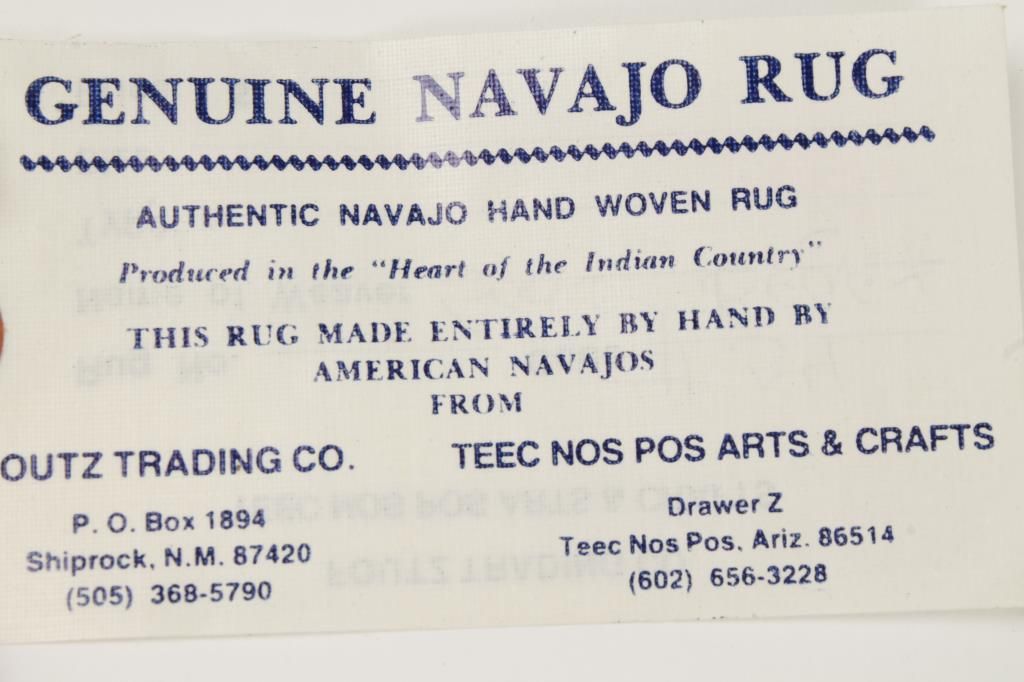 GENUINE NAVAJO RUG
AUTHENTIC NAVAJO HAND WOVEN RUG
Produced in the "Heart of the Indian Country"
THIS RUG MADE ENTIRELY BY HAND BY
AMERICAN NAVAJOS
FROM
OUTZ TRADING CO.
P. O. Box 1894
Shiprock, N.M. 87420
(505) 368-5790
TEEC NOS POS ARTS & CRAFTS
Drawer Z
Teec Nos Pos, Ariz. 86514
(602) 656-3228